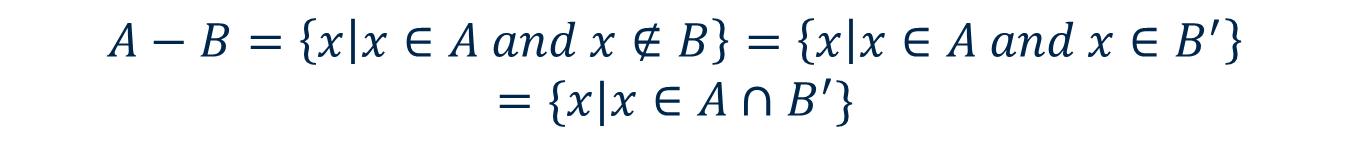 A − B = {x|x ∈ A and x ∉ B} = {x|x ∈ A and x ∈ B′}
= {x|x ∈ A ∩ B′}